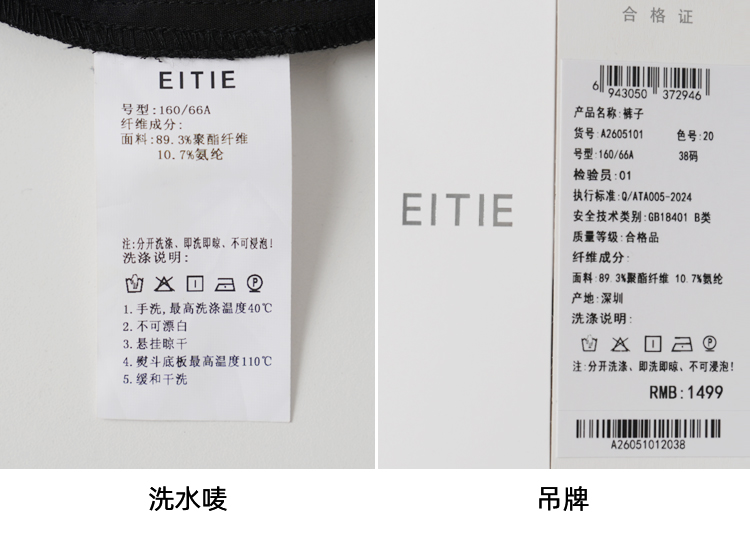 EITIE
号型:160/66A
纤维成分:
面料:89.3%聚酯纤维
10.7%氨纶
注:分开洗涤、即洗即晾、不可浸泡!
洗涤说明:
1.手洗,最高洗涤温度40℃
2.不可漂白
3.悬挂晾干
4.熨斗底板最高温度110℃
5.缓和干洗
洗水唛
EITIE
合格证
6 943050 372946
产品名称:裤子
货号:A2605101 色号:20
号型:160/66A 38码
检验员:01
执行标准:Q/ATA005-2024
安全技术类别:GB18401 B类
质量等级:合格品
纤维成分:
面料:89.3%聚酯纤维 10.7%氨纶
产地:深圳
洗涤说明:
注:分开洗涤、即洗即晾、不可浸泡!
RMB:1499
A26051012038
吊牌